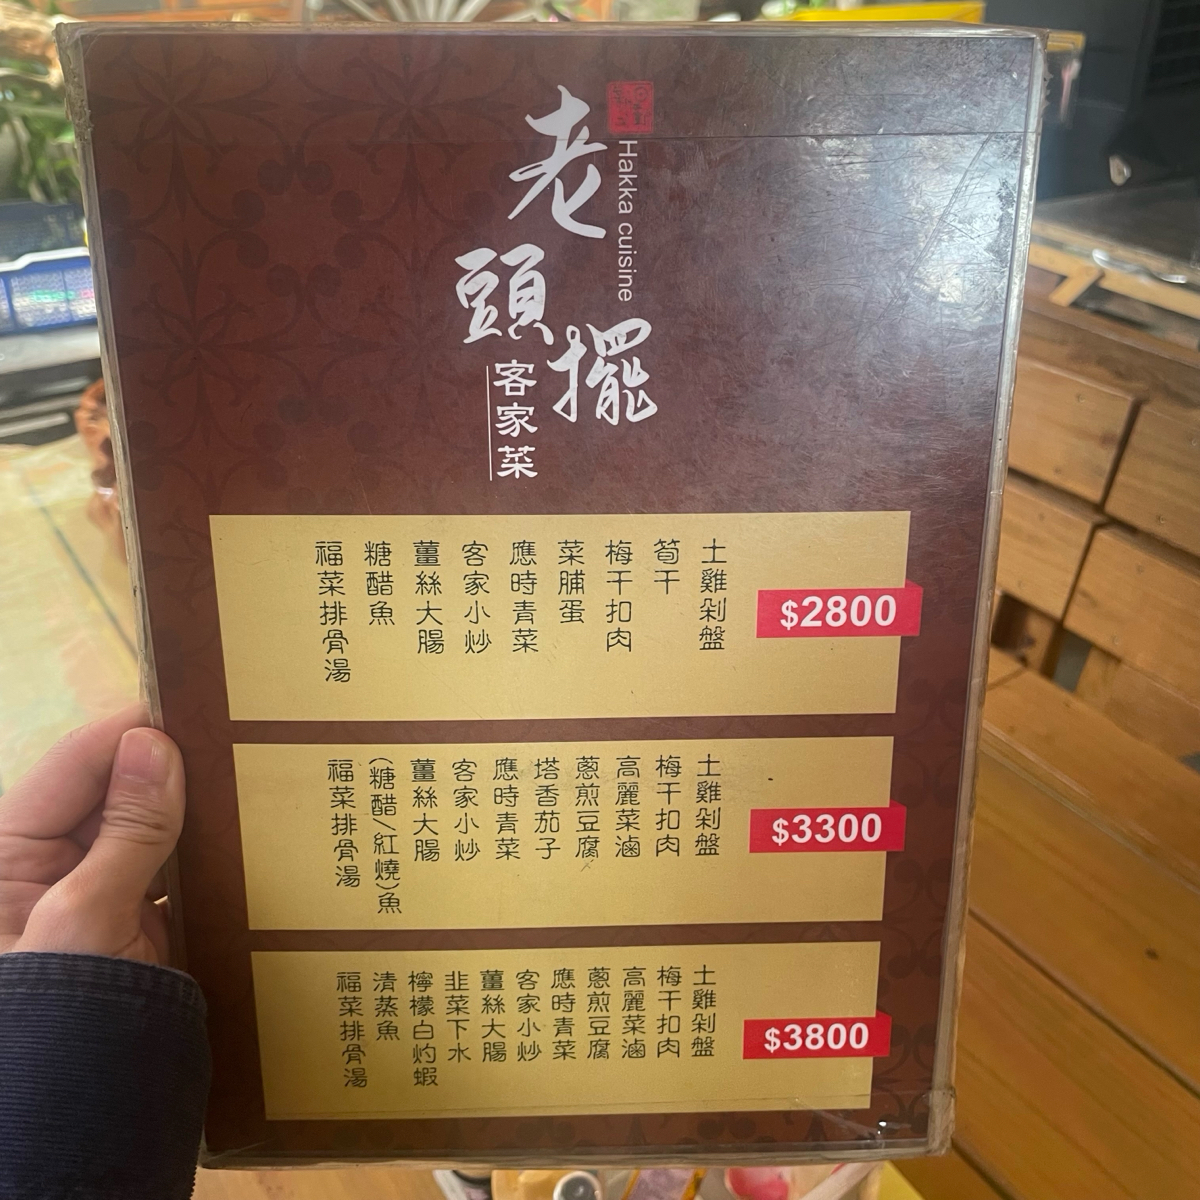 老頭擺
Hakka cuisine
客家菜
$2800
土雞剁盤
筍干
梅干扣肉
菜脯蛋
應時青菜
客家小炒
薑絲大腸
糖醋魚
福菜排骨湯
$3300
土雞剁盤
梅干扣肉
高麗菜滷
蔥煎豆腐
塔香茄子
應時青菜
客家小炒
薑絲大腸
(糖醋/紅燒)魚
福菜排骨湯
$3800
土雞剁盤
梅干扣肉
高麗菜滷
蔥煎豆腐
應時青菜
客家小炒
薑絲大腸
韭菜下水
檸檬白灼蝦
清蒸魚
福菜排骨湯